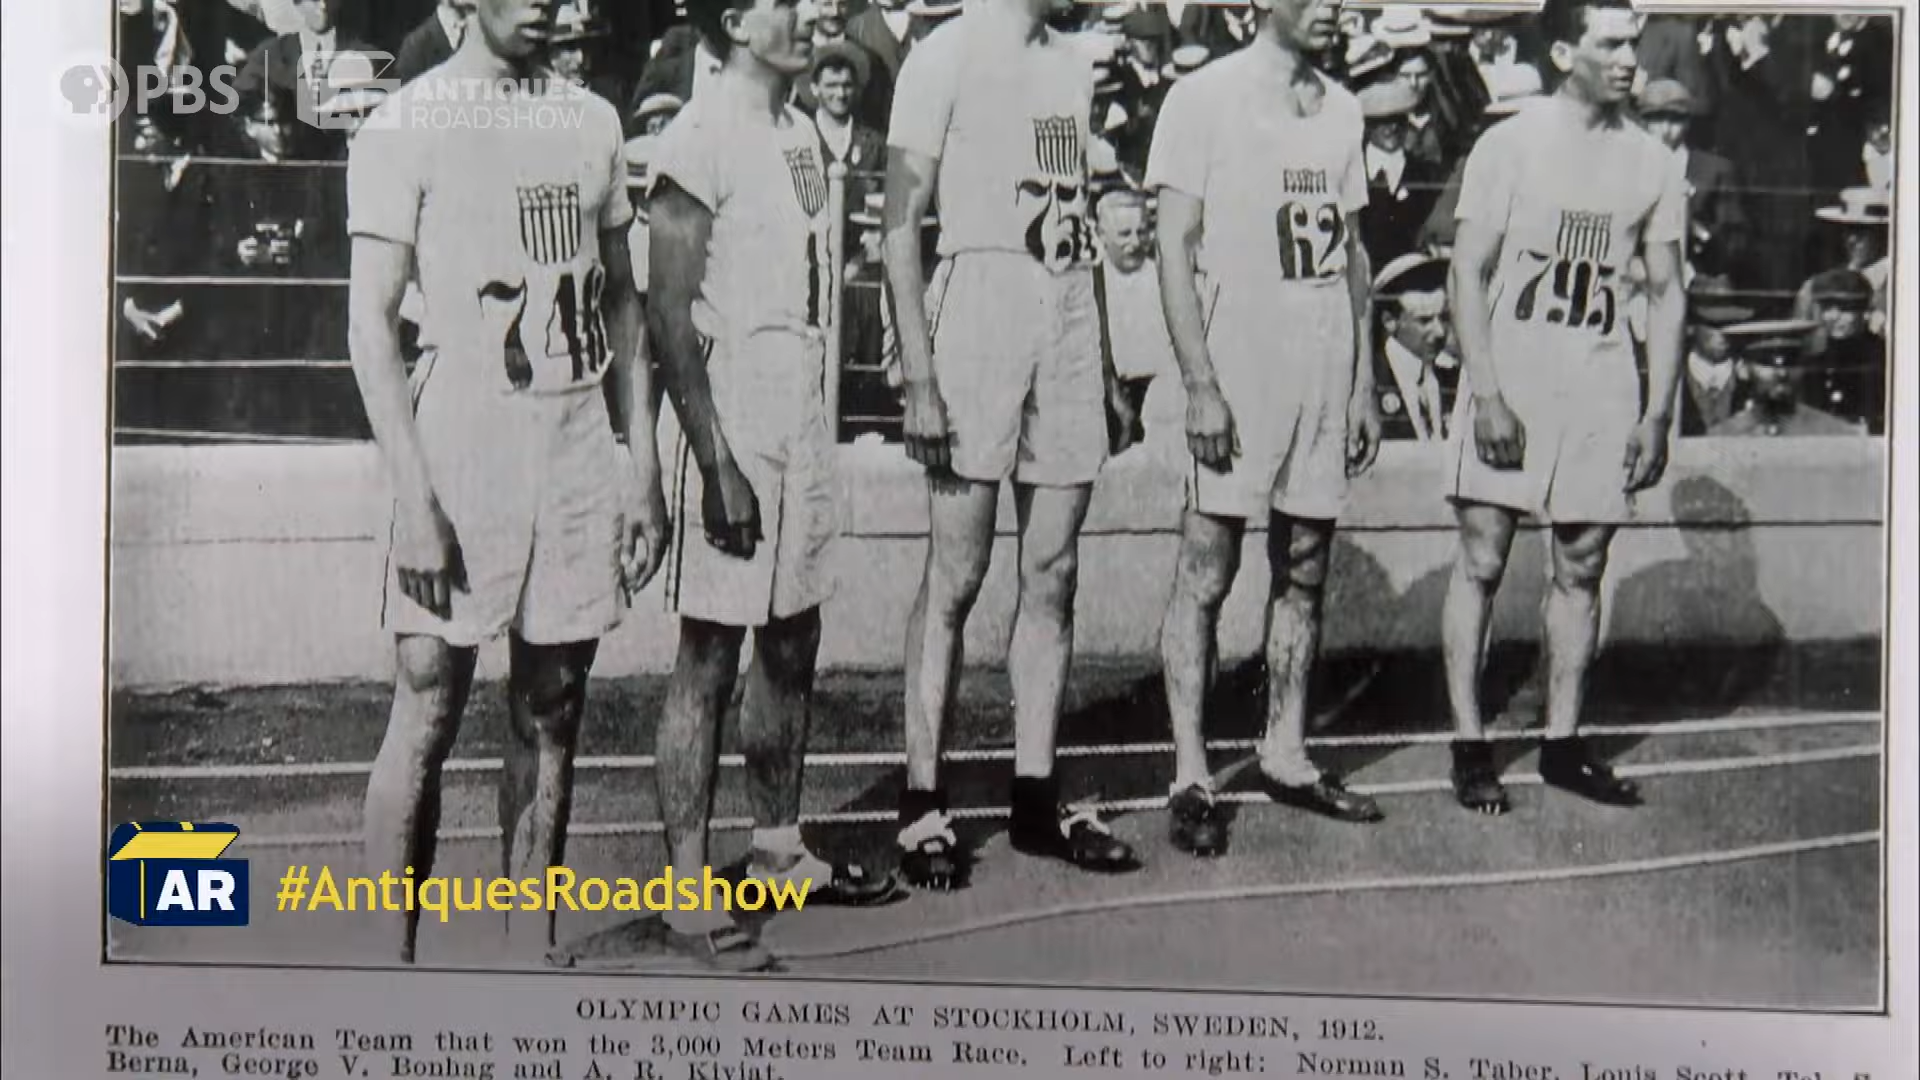 PBS
ANTIQUES
ROADSHOW
62
795
AR #AntiquesRoadshow
OLYMPIC GAMES AT STOCKHOLM, SWEDEN, 1912.
The American Team that won the 3,000 Meters Team Race. Left to right: Norman S. Taber, Louis Scott,
Berna, George V. Bonhag and A. R. Kiviat.